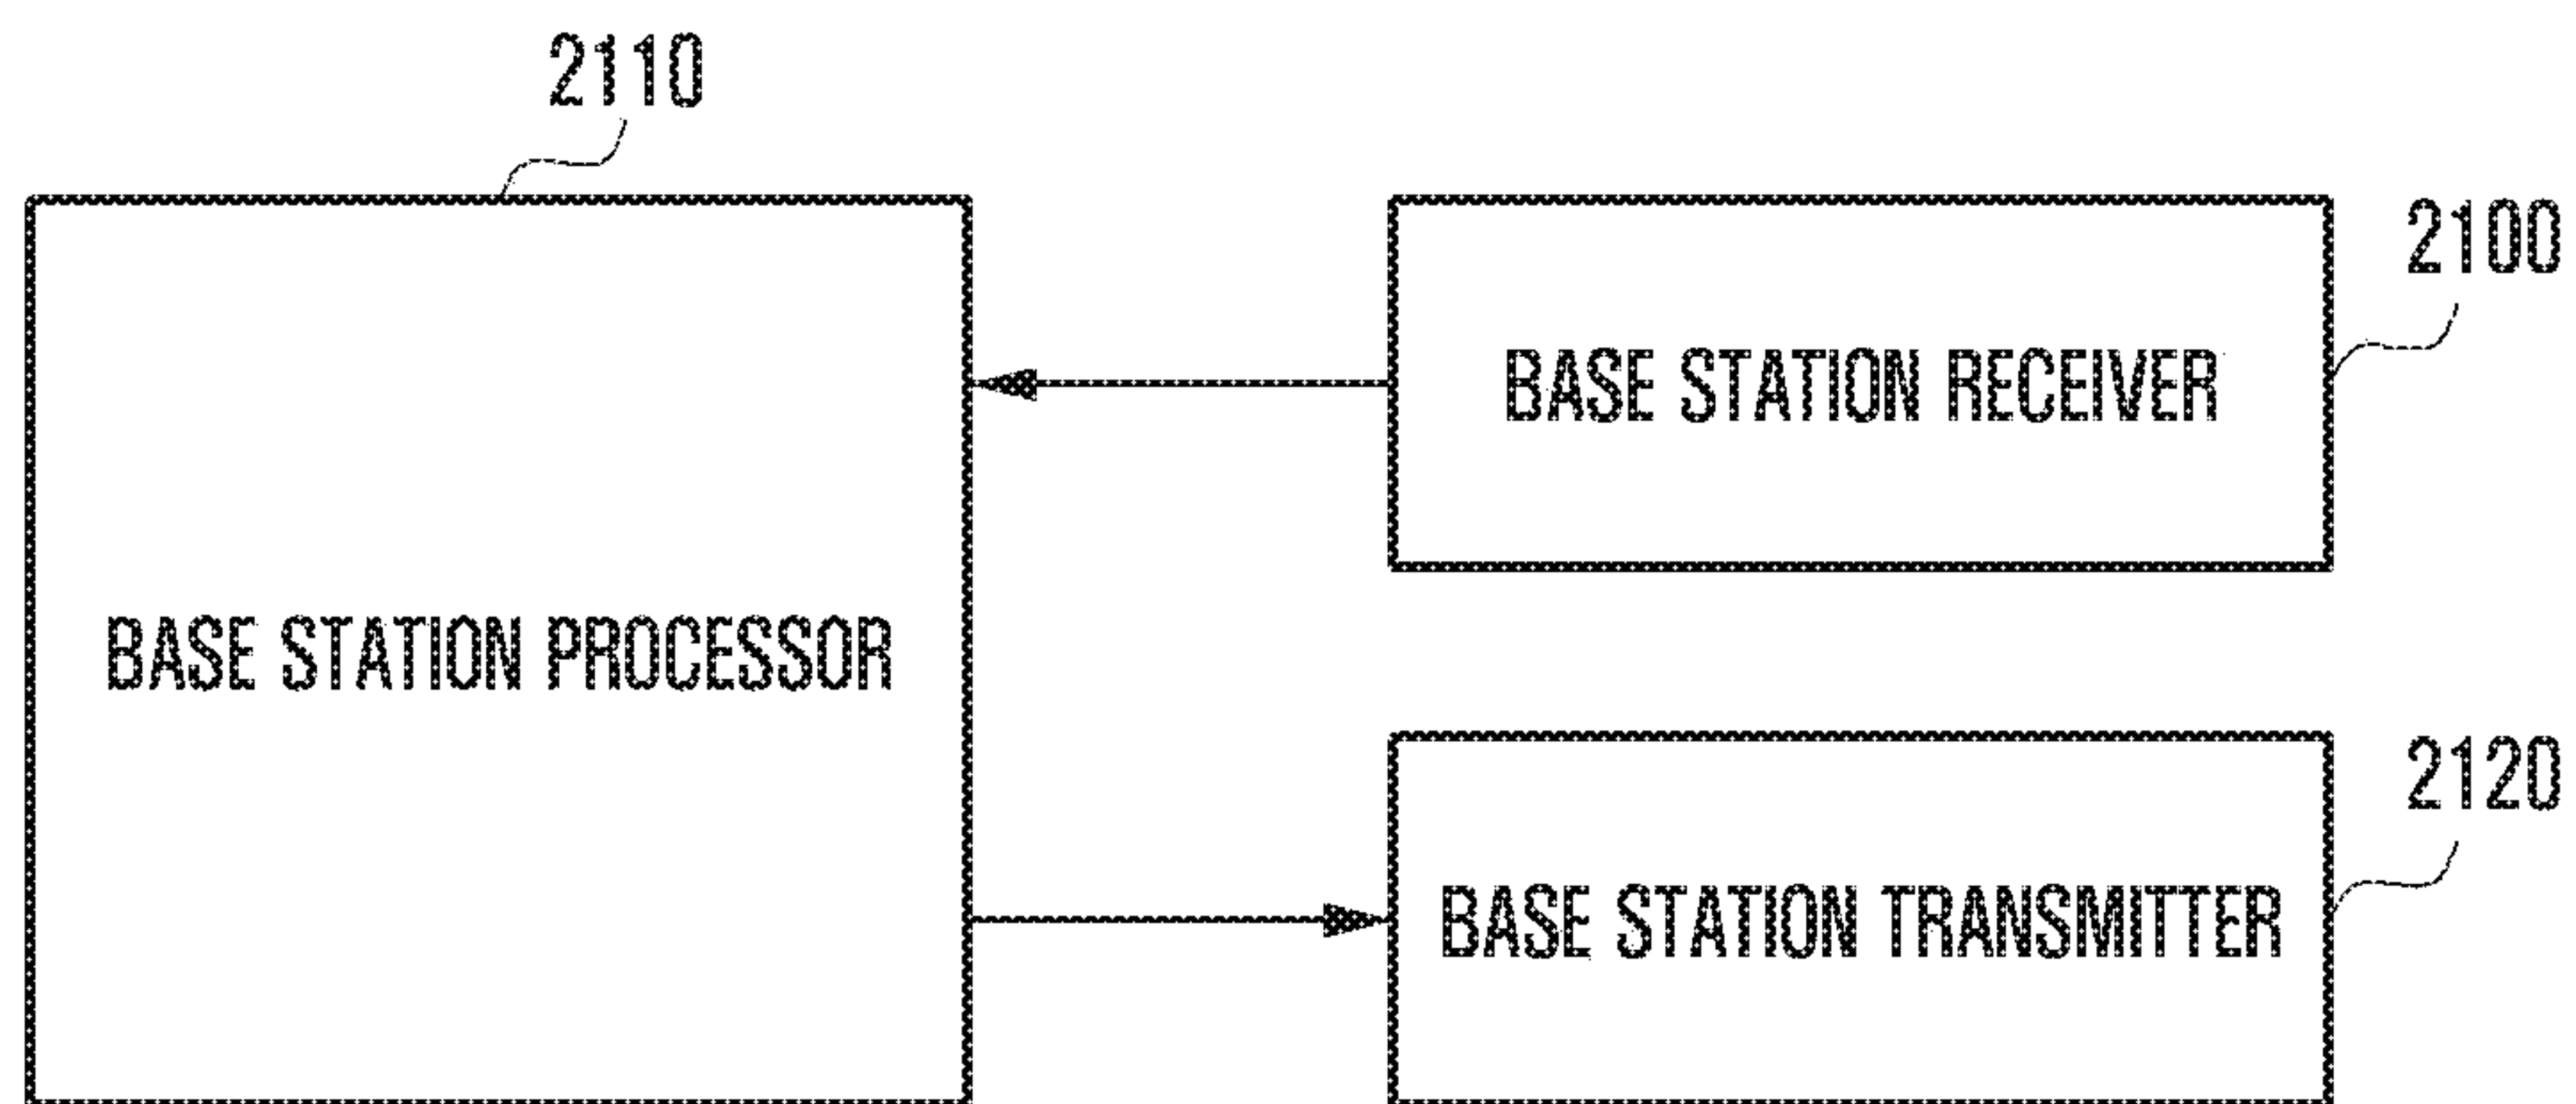 2110
2100
BASE STATION RECEIVER
BASE STATION PROCESSOR
2120
BASE STATION TRANSMITTER